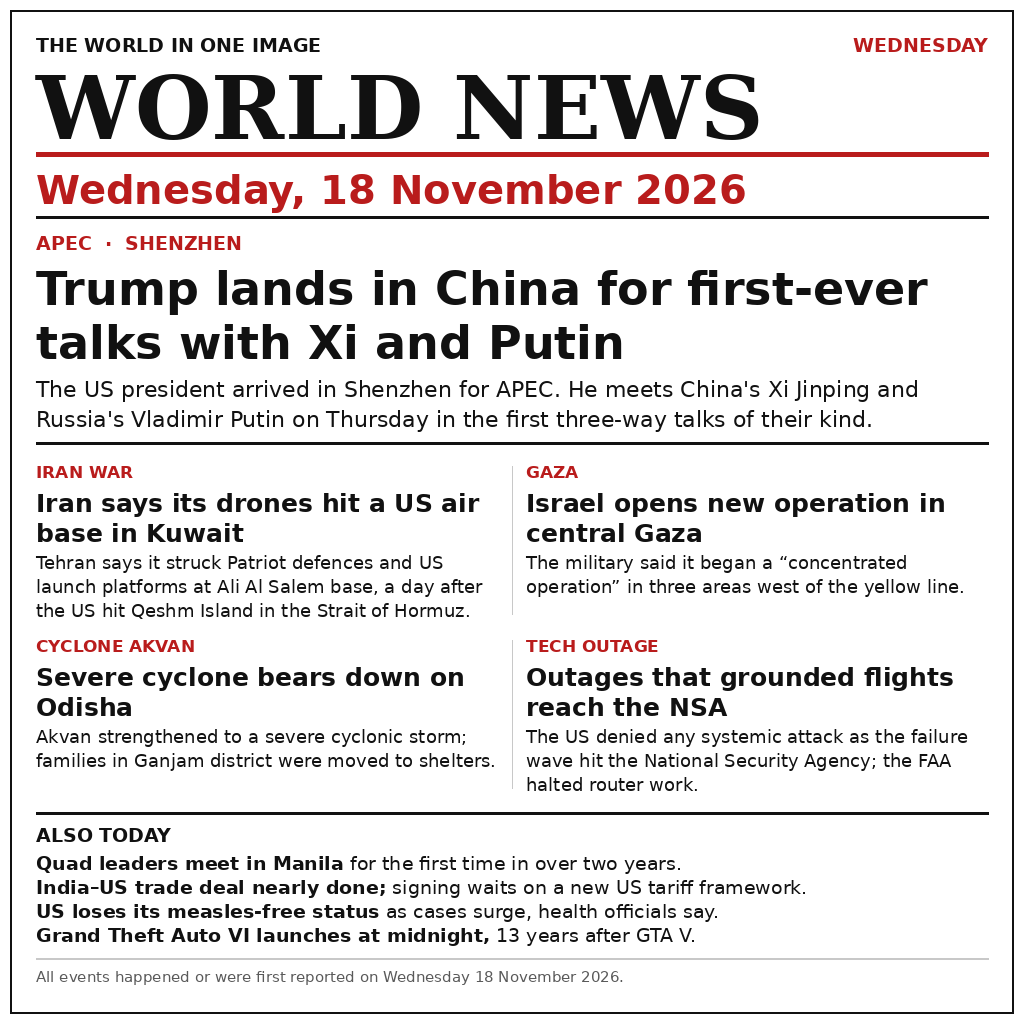 THE WORLD IN ONE IMAGE
WEDNESDAY
WORLD NEWS
Wednesday, 18 November 2026
APEC · SHENZHEN
Trump lands in China for first-ever
talks with Xi and Putin
The US president arrived in Shenzhen for APEC. He meets China's Xi Jinping and
Russia's Vladimir Putin on Thursday in the first three-way talks of their kind.
IRAN WAR
Iran says its drones hit a US air
base in Kuwait
Tehran says it struck Patriot defences and US
launch platforms at Ali Al Salem base, a day after
the US hit Qeshm Island in the Strait of Hormuz.
GAZA
Israel opens new operation in
central Gaza
The military said it began a “concentrated
operation” in three areas west of the yellow line.
CYCLONE AKVAN
Severe cyclone bears down on
Odisha
Akvan strengthened to a severe cyclonic storm;
families in Ganjam district were moved to shelters.
TECH OUTAGE
Outages that grounded flights
reach the NSA
The US denied any systemic attack as the failure
wave hit the National Security Agency; the FAA
halted router work.
ALSO TODAY
Quad leaders meet in Manila for the first time in over two years.
India–US trade deal nearly done; signing waits on a new US tariff framework.
US loses its measles-free status as cases surge, health officials say.
Grand Theft Auto VI launches at midnight, 13 years after GTA V.
All events happened or were first reported on Wednesday 18 November 2026.